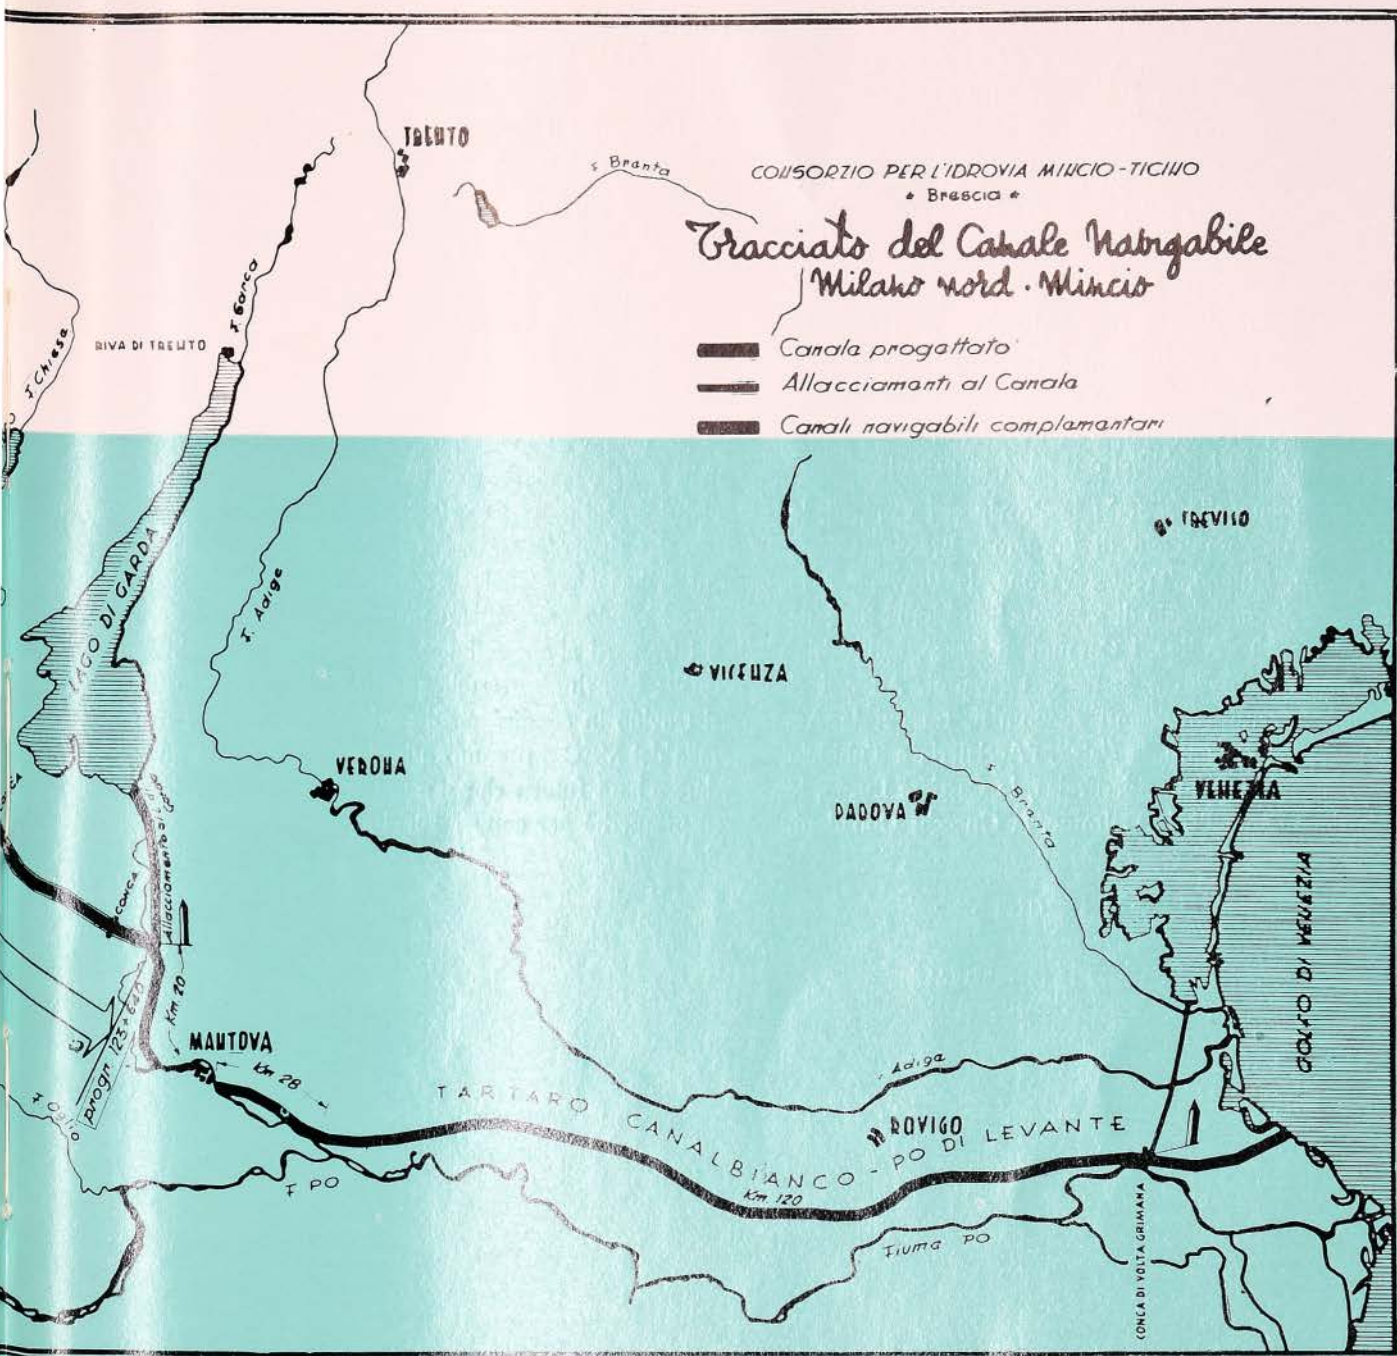 TRENTO
f Brenta
CONSORZIO PER L'IDROVIA MINCIO-TICINO
* Brescia *
Tracciato del Canale Navigabile
Milano nord - Mincio
Canale progettato
Allacciamenti al Canale
Canali navigabili complementari
RIVA DI TRENTO
f. Sarca
f. Chiese
LAGO DI GARDA
f. Adige
TREVISO
VICENZA
VERONA
PADOVA
f Brenta
VENEZIA
GOLFO DI VENEZIA
CONCA
Allacciamento al Garda
Km 20
progr. 123+640
MANTOVA
Km 28
f Oglio
Adige
TARTARO CANALBIANCO - PO DI LEVANTE
ROVIGO
Km 120
f PO
Fiume PO
CONCA DI VOLTA GRIMANA